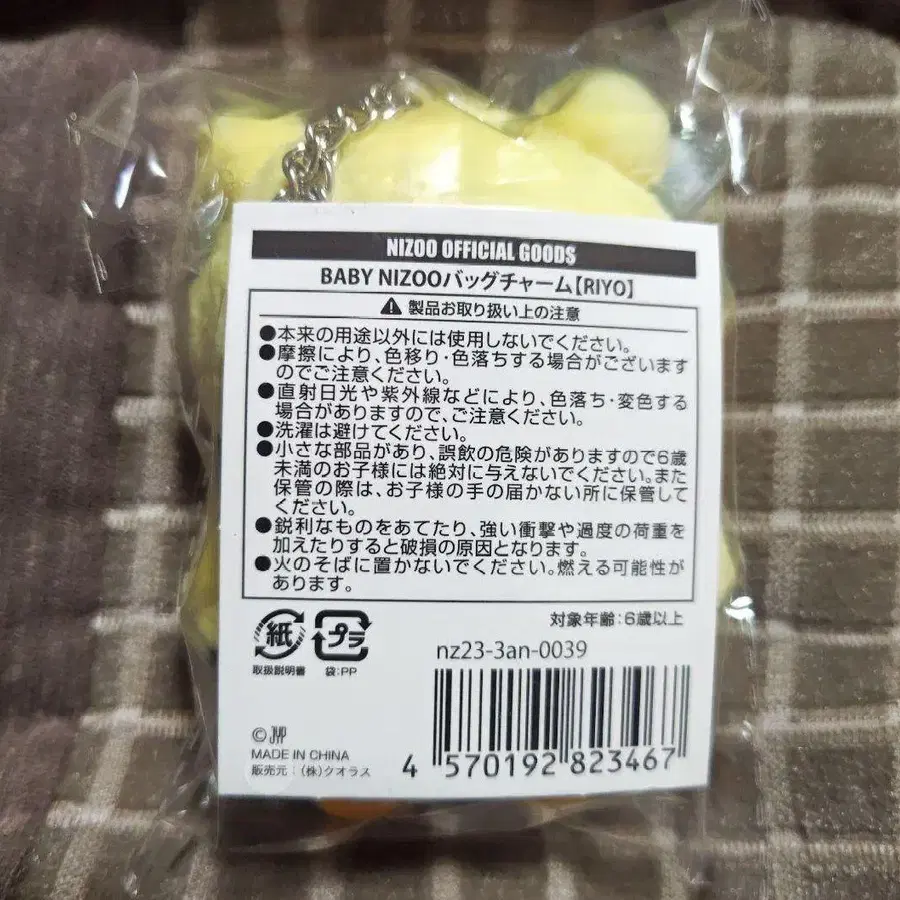 NIZOO OFFICIAL GOODS
BABY NIZOOバッグチャーム【RIYO】
製品お取り扱い上の注意
●本来の用途以外には使用しないでください。
●摩擦により、色移り・色落ちする場合がございます
のでご注意ください。
●直射日光や紫外線などにより、色落ち・変色する
場合がありますので、ご注意ください。
●洗濯は避けてください。
●小さな部品があり、誤飲の危険がありますので6歳
未満のお子様には絶対に与えないでください。また
保管の際は、お子様の手の届かない所に保管して
ください。
●鋭利なものをあてたり、強い衝撃や過度の荷重を
加えたりすると破損の原因となります。
●火のそばに置かないでください。燃える可能性が
あります。
対象年齢:6歳以上
紙 プラ
取扱説明書 袋:PP
nz23-3an-0039
© JYP
MADE IN CHINA
販売元:(株)クオラス
4 570192 823467